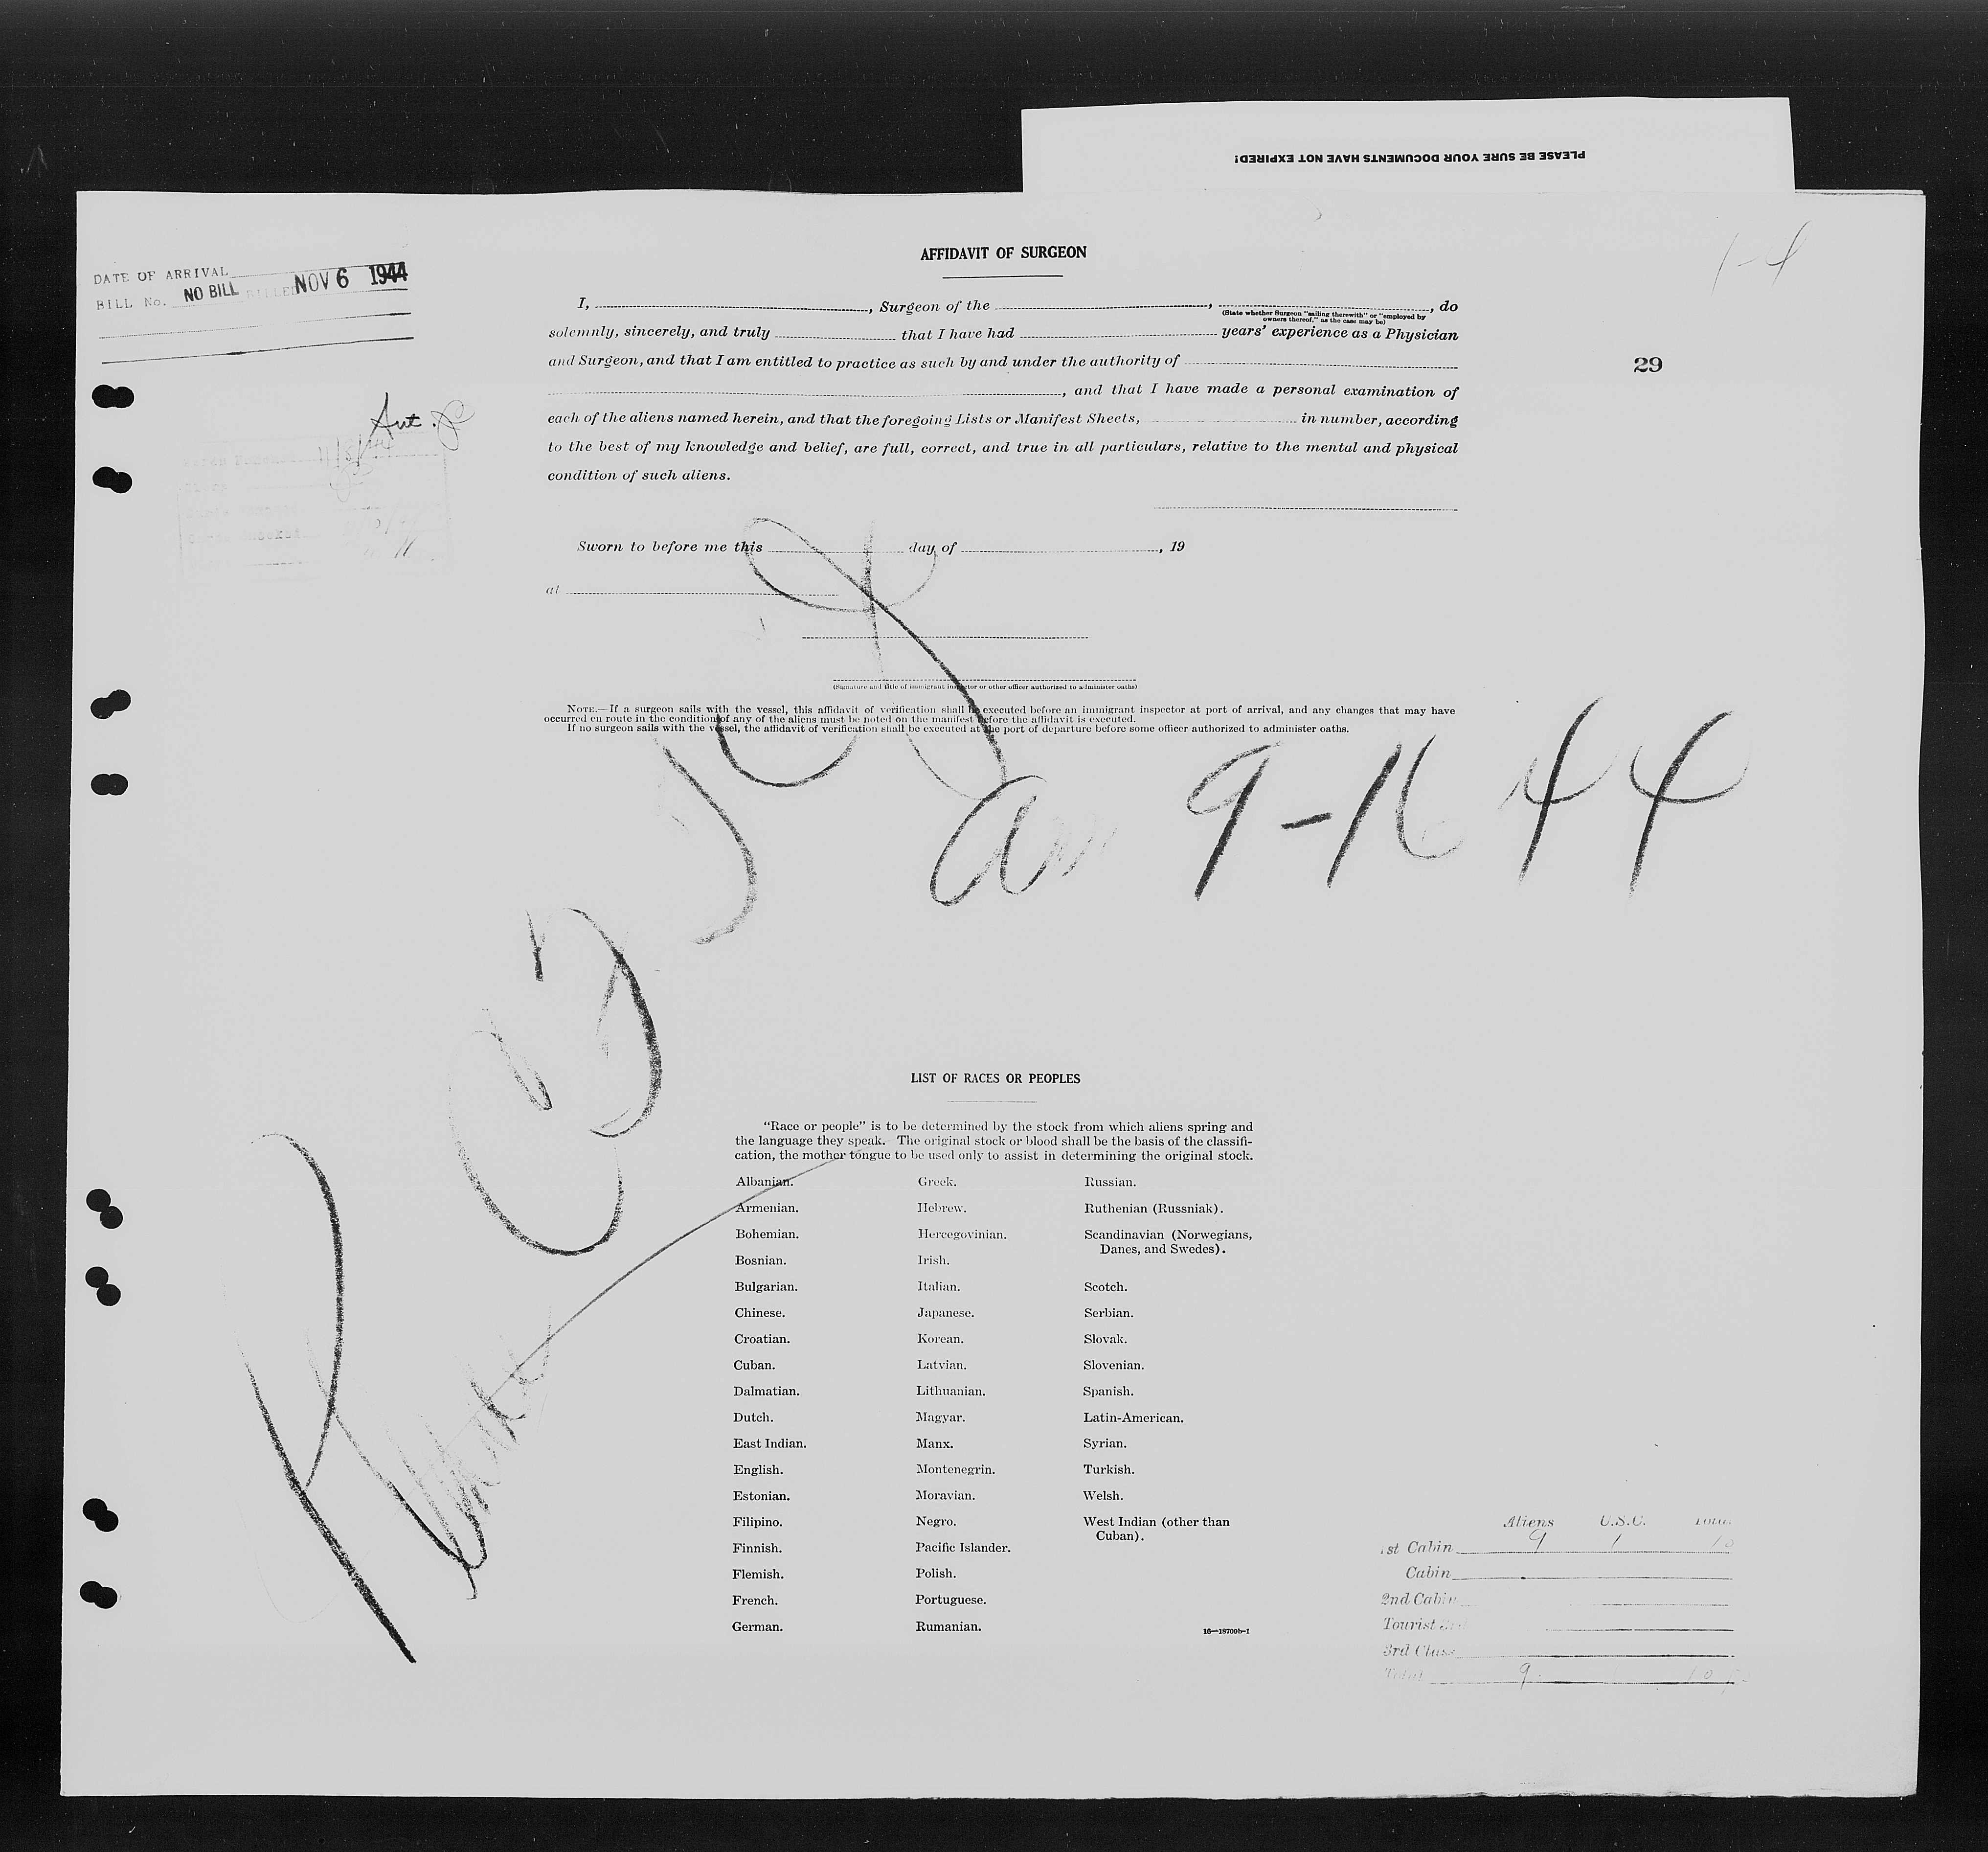 PLEASE BE SURE YOUR DOCUMENTS HAVE NOT EXPIRED!
1-4
DATE OF ARRIVAL NOV 6 1944
BILL No. NO BILL
29
AFFIDAVIT OF SURGEON
I, , Surgeon of the , , do
(State whether Surgeon "sailing therewith" or "employed by
owners thereof," as the case may be)
solemnly, sincerely, and truly that I have had years' experience as a Physician
and Surgeon, and that I am entitled to practice as such by and under the authority of
, and that I have made a personal examination of
each of the aliens named herein, and that the foregoing Lists or Manifest Sheets, in number, according
to the best of my knowledge and belief, are full, correct, and true in all particulars, relative to the mental and physical
condition of such aliens.
Sworn to before me this day of , 19
at
(Signature and title of immigrant inspector or other officer authorized to administer oaths)
NOTE.—If a surgeon sails with the vessel, this affidavit of verification shall be executed before an immigrant inspector at port of arrival, and any changes that may have
occurred en route in the condition of any of the aliens must be noted on the manifest before the affidavit is executed.
If no surgeon sails with the vessel, the affidavit of verification shall be executed at the port of departure before some officer authorized to administer oaths.
44
LIST OF RACES OR PEOPLES
"Race or people" is to be determined by the stock from which aliens spring and
the language they speak. The original stock or blood shall be the basis of the classifi-
cation, the mother tongue to be used only to assist in determining the original stock.
Albanian.
Armenian.
Bohemian.
Bosnian.
Bulgarian.
Chinese.
Croatian.
Cuban.
Dalmatian.
Dutch.
East Indian.
English.
Estonian.
Filipino.
Finnish.
Flemish.
French.
German.
Greek.
Hebrew.
Hercegovinian.
Irish.
Italian.
Japanese.
Korean.
Latvian.
Lithuanian.
Magyar.
Manx.
Montenegrin.
Moravian.
Negro.
Pacific Islander.
Polish.
Portuguese.
Rumanian.
Russian.
Ruthenian (Russniak).
Scandinavian (Norwegians,
Danes, and Swedes).
Scotch.
Serbian.
Slovak.
Slovenian.
Spanish.
Latin-American.
Syrian.
Turkish.
Welsh.
West Indian (other than
Cuban).
16—18709b-1
Aliens U.S.C. Total
1st Cabin 9 1 10
Cabin
2nd Cabin
Tourist
3rd Class
Total 9 10